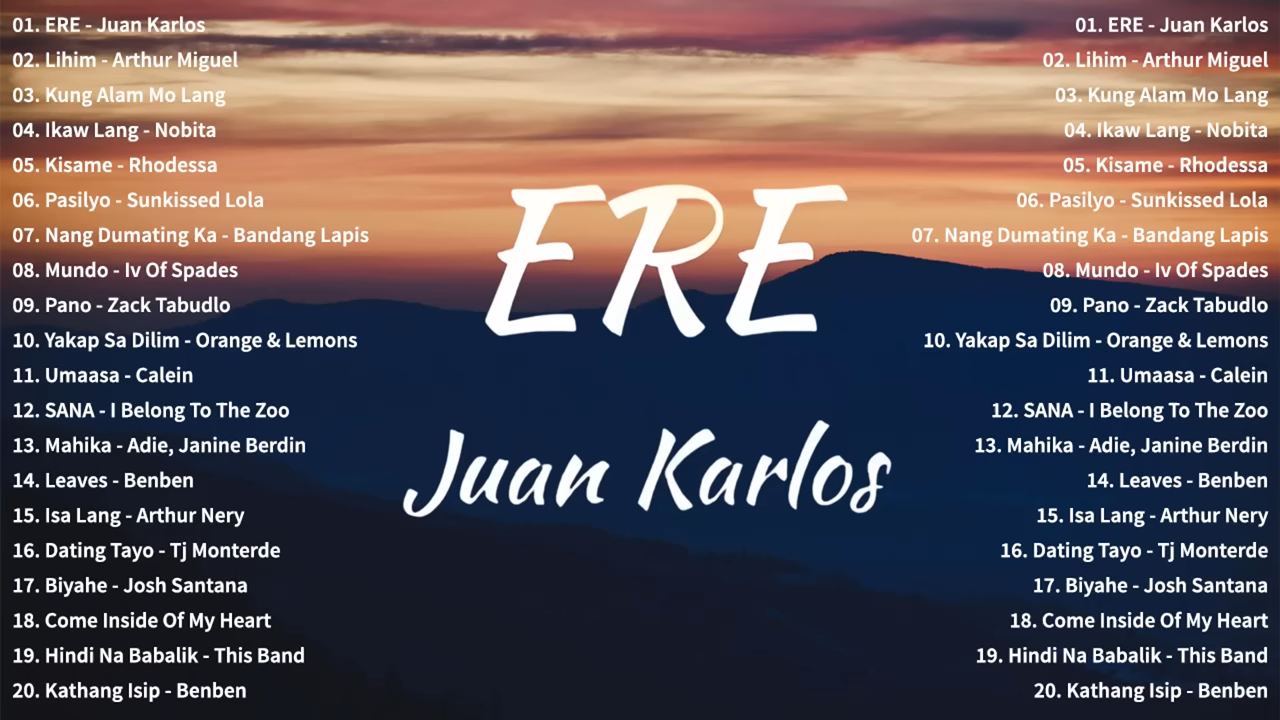 01. ERE - Juan Karlos
02. Lihim - Arthur Miguel
03. Kung Alam Mo Lang
04. Ikaw Lang - Nobita
05. Kisame - Rhodessa
06. Pasilyo - Sunkissed Lola
07. Nang Dumating Ka - Bandang Lapis
08. Mundo - Iv Of Spades
09. Pano - Zack Tabudlo
10. Yakap Sa Dilim - Orange & Lemons
11. Umaasa - Calein
12. SANA - I Belong To The Zoo
13. Mahika - Adie, Janine Berdin
14. Leaves - Benben
15. Isa Lang - Arthur Nery
16. Dating Tayo - Tj Monterde
17. Biyahe - Josh Santana
18. Come Inside Of My Heart
19. Hindi Na Babalik - This Band
20. Kathang Isip - Benben
ERE
Juan Karlos
01. ERE - Juan Karlos
02. Lihim - Arthur Miguel
03. Kung Alam Mo Lang
04. Ikaw Lang - Nobita
05. Kisame - Rhodessa
06. Pasilyo - Sunkissed Lola
07. Nang Dumating Ka - Bandang Lapis
08. Mundo - Iv Of Spades
09. Pano - Zack Tabudlo
10. Yakap Sa Dilim - Orange & Lemons
11. Umaasa - Calein
12. SANA - I Belong To The Zoo
13. Mahika - Adie, Janine Berdin
14. Leaves - Benben
15. Isa Lang - Arthur Nery
16. Dating Tayo - Tj Monterde
17. Biyahe - Josh Santana
18. Come Inside Of My Heart
19. Hindi Na Babalik - This Band
20. Kathang Isip - Benben